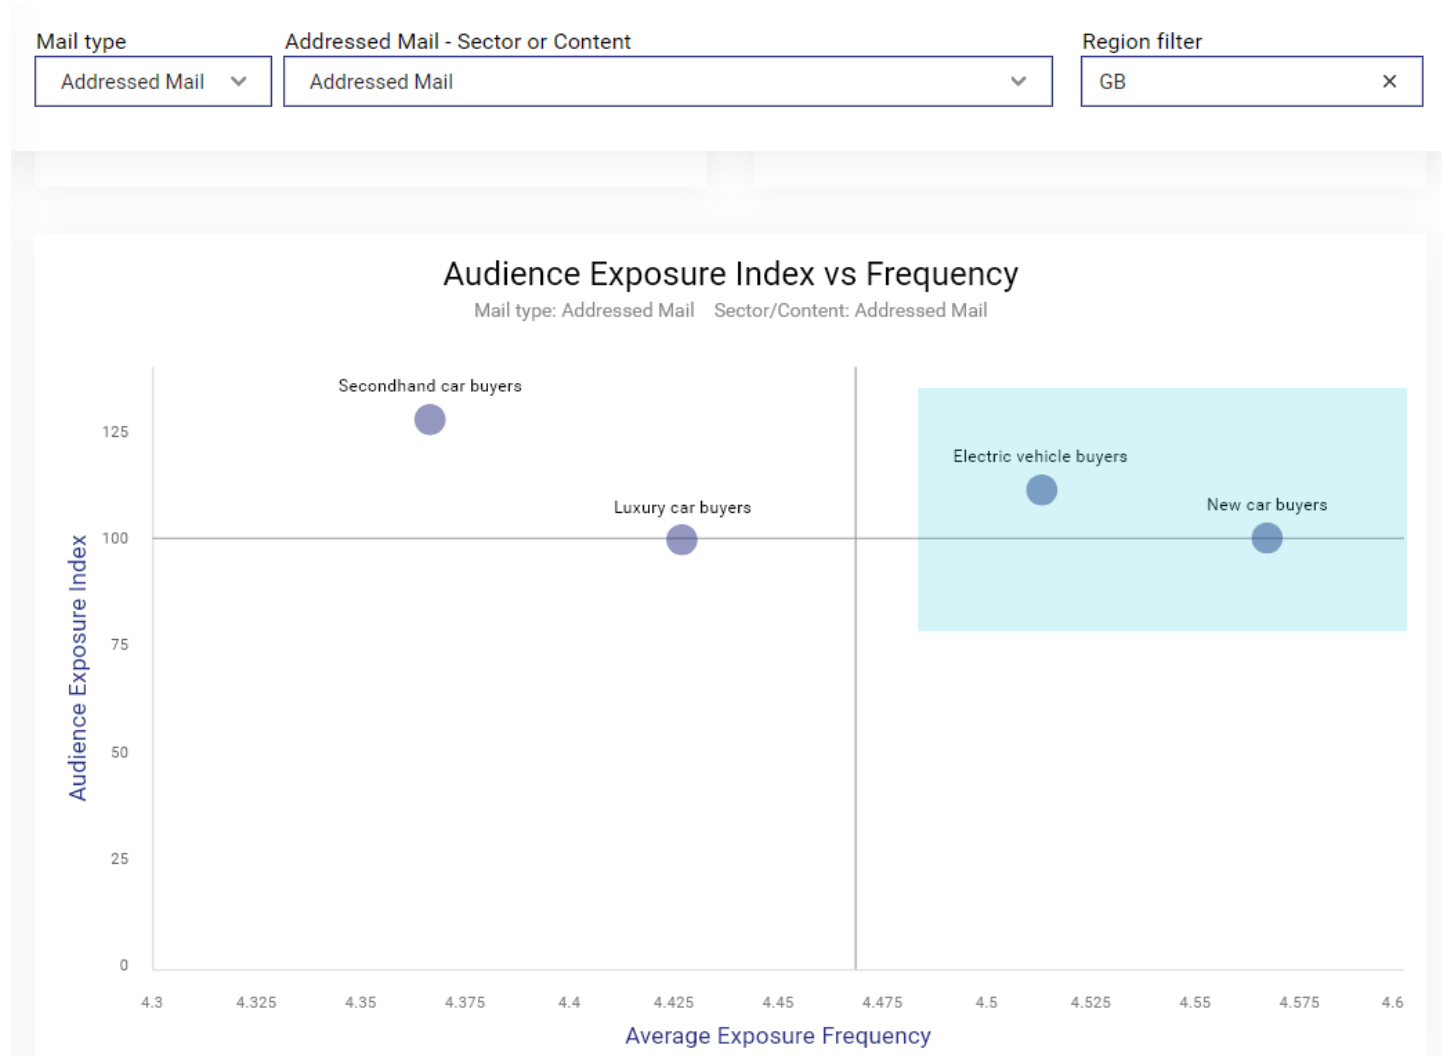 Mail type
Addressed Mail - Sector or Content
Region filter
Addressed Mail
Addressed Mail
GB
Audience Exposure Index vs Frequency
Mail type: Addressed Mail Sector/Content: Addressed Mail
Secondhand car buyers
Electric vehicle buyers
Luxury car buyers
New car buyers
Audience Exposure Index
125
100
75
50
25
0
4.3 4.325 4.35 4.375 4.4 4.425 4.45 4.475 4.5 4.525 4.55 4.575 4.6
Average Exposure Frequency